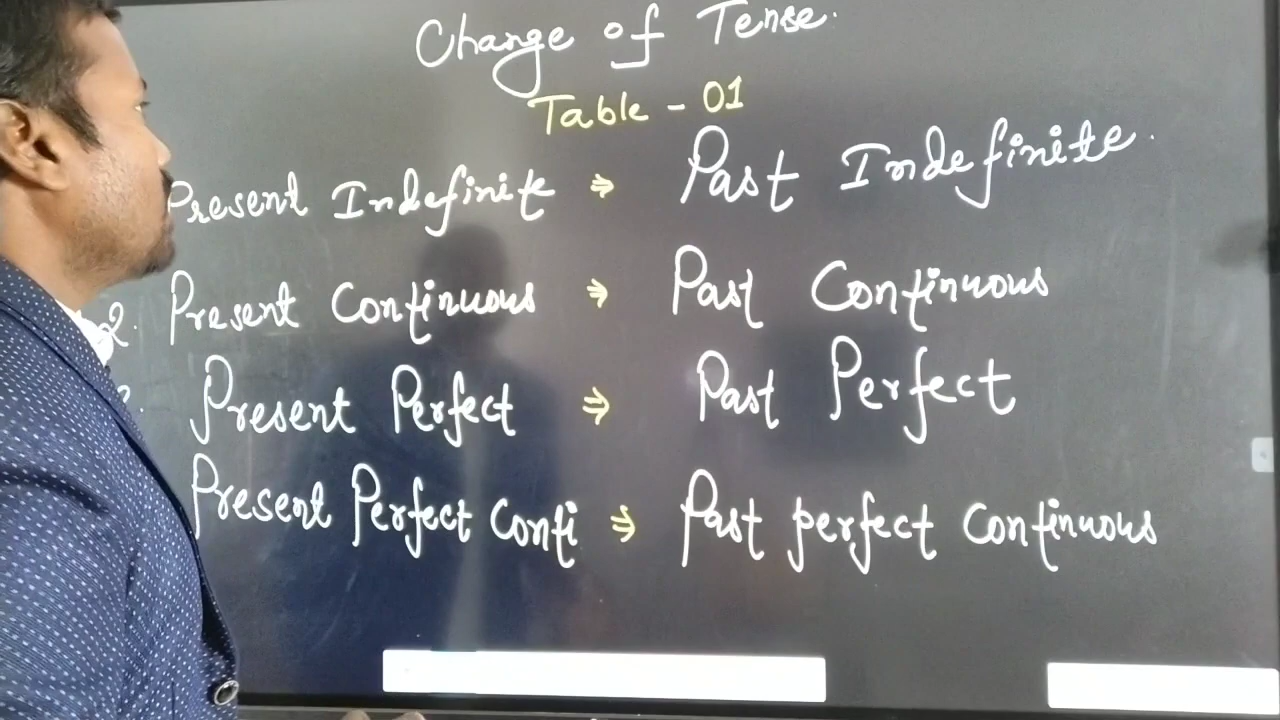 Change of Tense.
Table - 01
Present Indefinite ⇒ Past Indefinite.
2. Present Continuous ⇒ Past Continuous
Present Perfect ⇒ Past Perfect
Present Perfect Conti ⇒ Past perfect Continuous